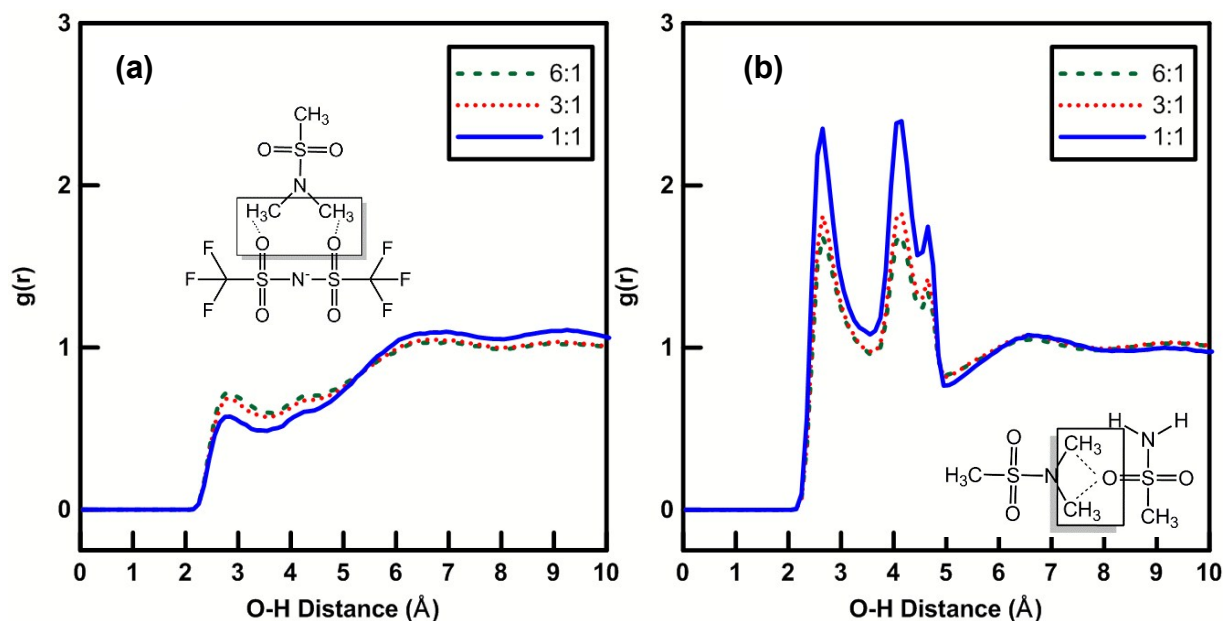 (a)
6:1
3:1
1:1
CH₃
O=S=O
N
H₃C CH₃
O O
F F
F S N⁻ S F
F O O F
3
2
1
0
g(r)
0 1 2 3 4 5 6 7 8 9 10
O-H Distance (Å)
(b)
6:1
3:1
1:1
H H
O CH₃ N
H₃C S N O S O
O CH₃ CH₃
3
2
1
0
g(r)
0 1 2 3 4 5 6 7 8 9 10
O-H Distance (Å)